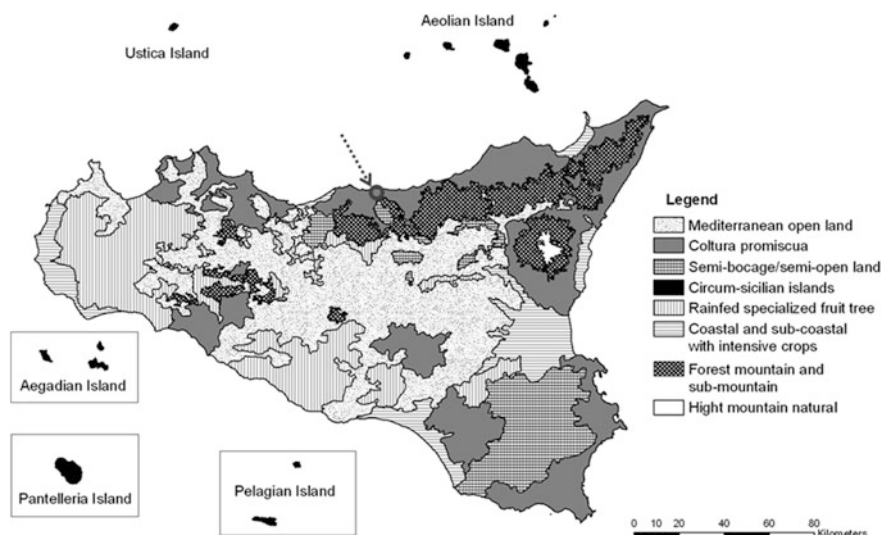 Aeolian Island
Ustica Island
Legend
Mediterranean open land
Coltura promiscua
Semi-bocage/semi-open land
Circum-sicilian islands
Rainfed specialized fruit tree
Coastal and sub-coastal
with intensive crops
Forest mountain and
sub-mountain
Hight mountain natural
Aegadian Island
Pantelleria Island
Pelagian Island
0 10 20 40 60 80
Kilometers